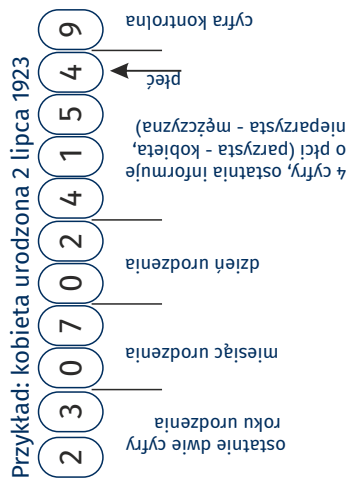 Przykład: kobieta urodzona 2 lipca 1923
2 3 0 7 0 2 4 1 5 4 9
ostatnie dwie cyfry
roku urodzenia
miesiąc urodzenia
dzień urodzenia
4 cyfry, ostatnia informuje
o płci (parzysta - kobieta,
nieparzysta - mężczyzna)
płeć
cyfra kontrolna